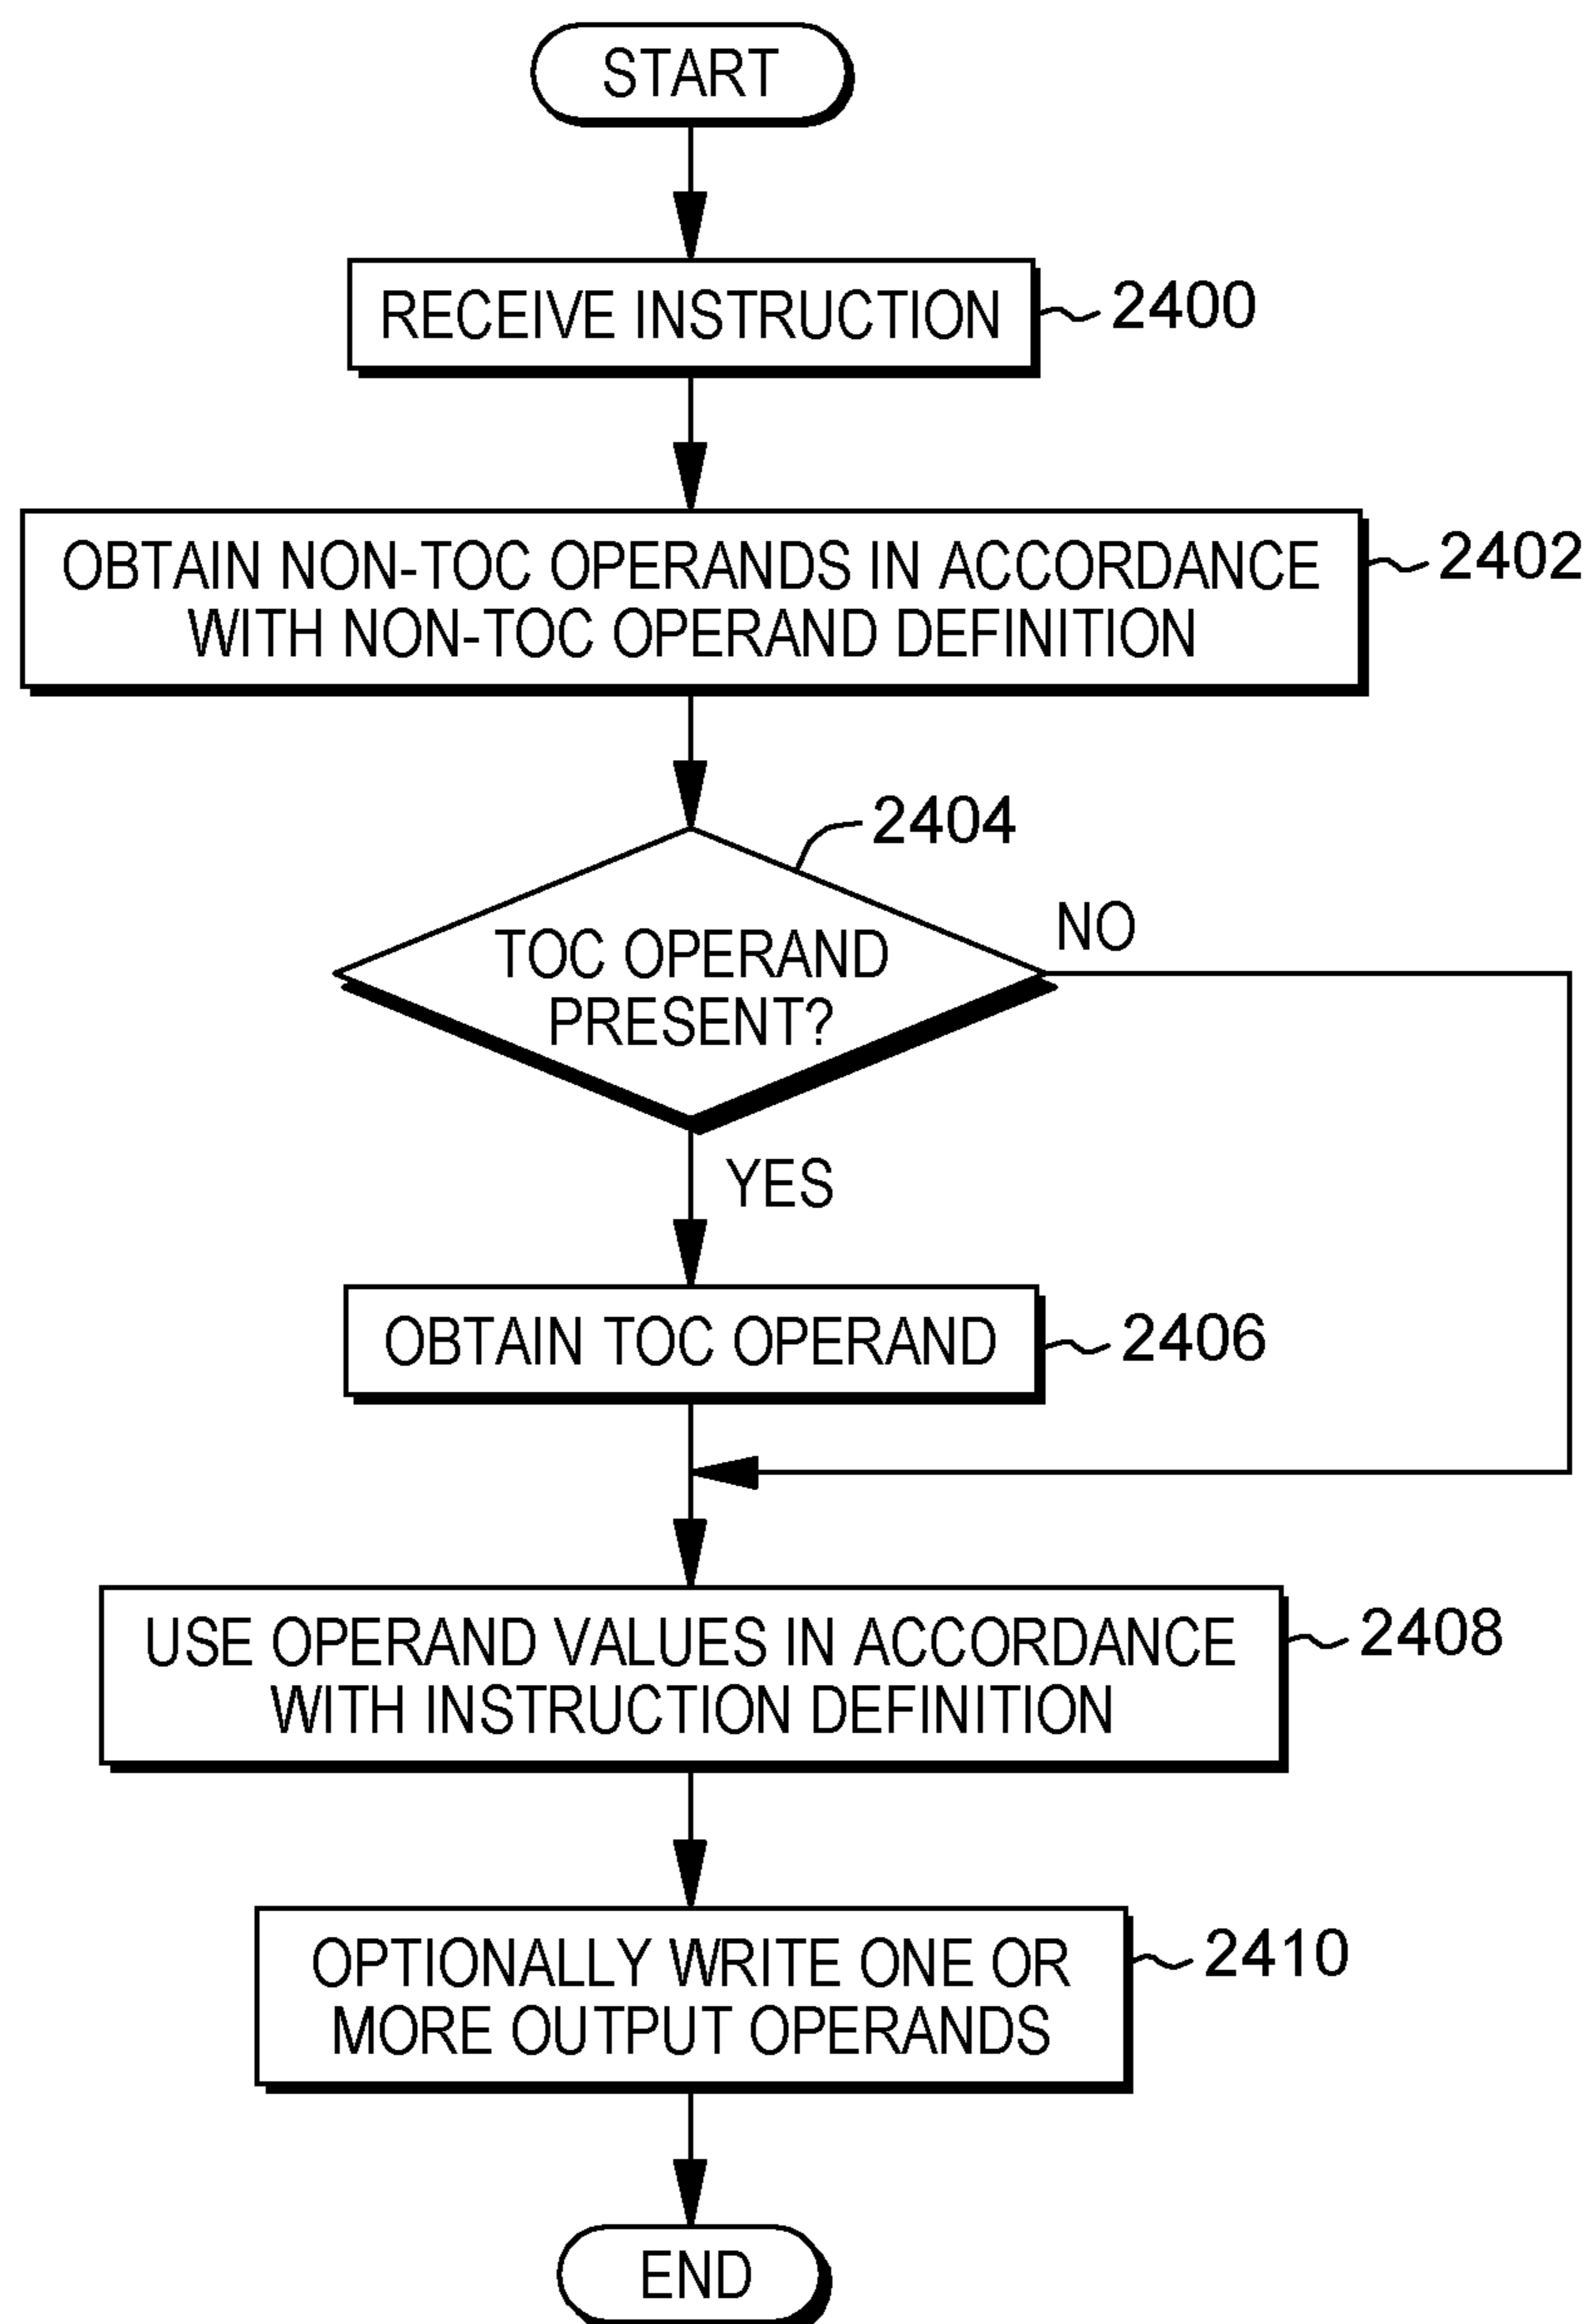 START
RECEIVE INSTRUCTION
2400
OBTAIN NON-TOC OPERANDS IN ACCORDANCE
WITH NON-TOC OPERAND DEFINITION
2402
2404
TOC OPERAND
PRESENT?
NO
YES
OBTAIN TOC OPERAND
2406
USE OPERAND VALUES IN ACCORDANCE
WITH INSTRUCTION DEFINITION
2408
OPTIONALLY WRITE ONE OR
MORE OUTPUT OPERANDS
2410
END